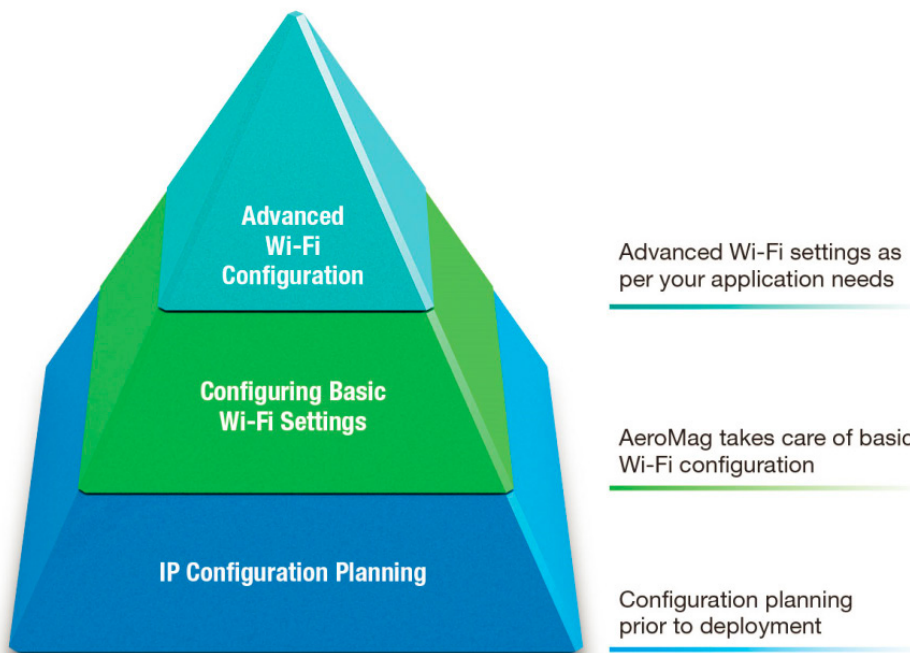 Advanced
Wi-Fi
Configuration
Advanced Wi-Fi settings as
per your application needs
Configuring Basic
Wi-Fi Settings
AeroMag takes care of basic
Wi-Fi configuration
IP Configuration Planning
Configuration planning
prior to deployment